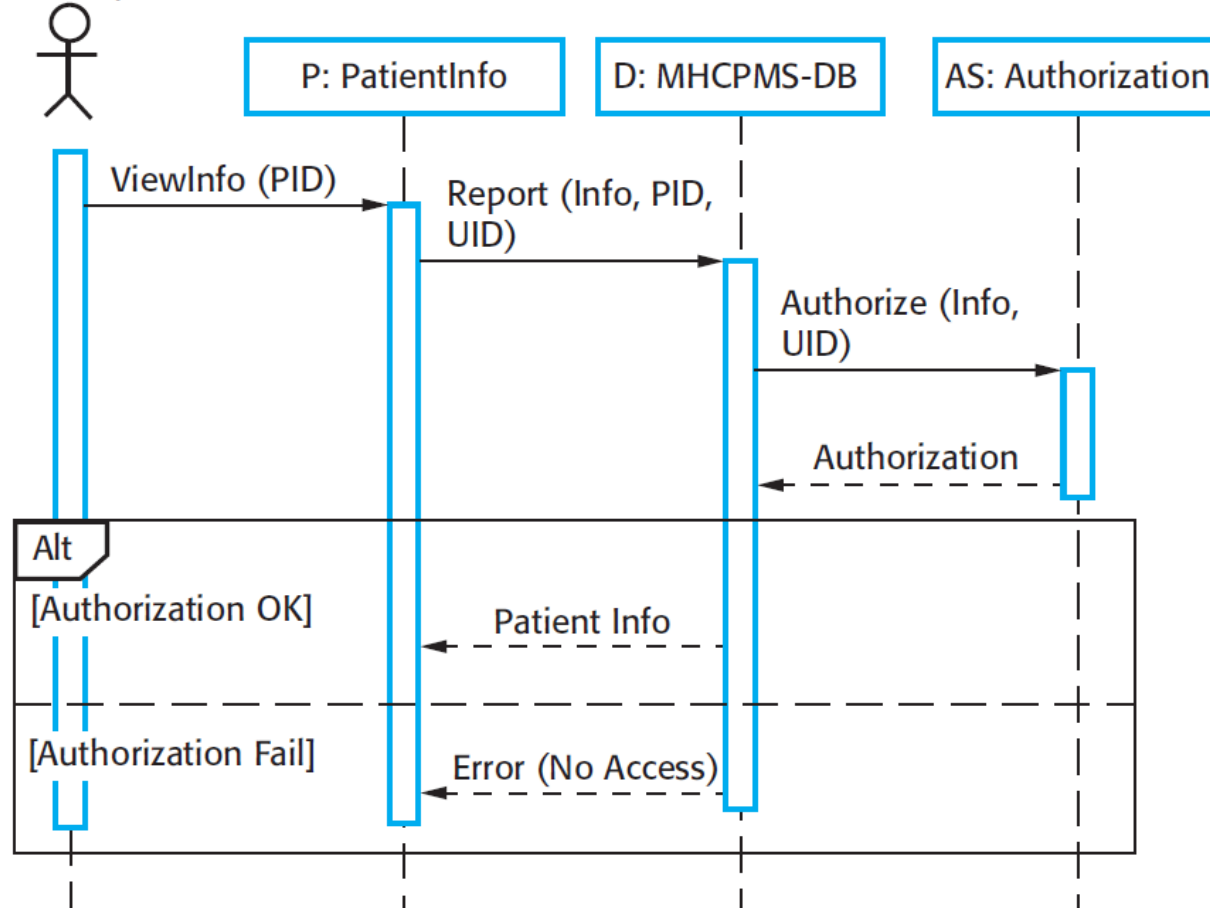 P: PatientInfo
D: MHCPMS-DB
AS: Authorization
ViewInfo (PID)
Report (Info, PID,
UID)
Authorize (Info,
UID)
Authorization
Alt
[Authorization OK]
Patient Info
[Authorization Fail]
Error (No Access)